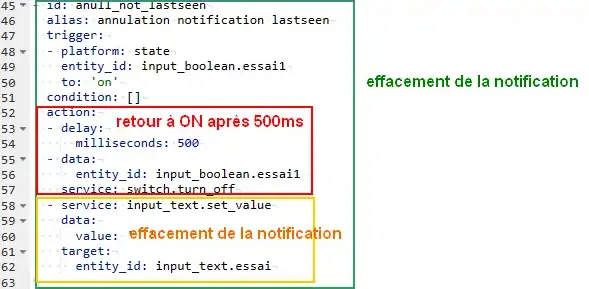 45 - id: anull_not_lastseen
46 alias: annulation notification lastseen
47 trigger:
48 - platform: state
49 entity_id: input_boolean.essai1
50 to: 'on'
effacement de la notification
51 condition: []
52 action:
53 - delay:
retour à ON après 500ms
54 milliseconds: 500
55 - data:
56 entity_id: input_boolean.essai1
57 service: switch.turn_off
58 - service: input_text.set_value
59 data:
60 value:
effacement de la notification
61 target:
62 entity_id: input_text.essai
63